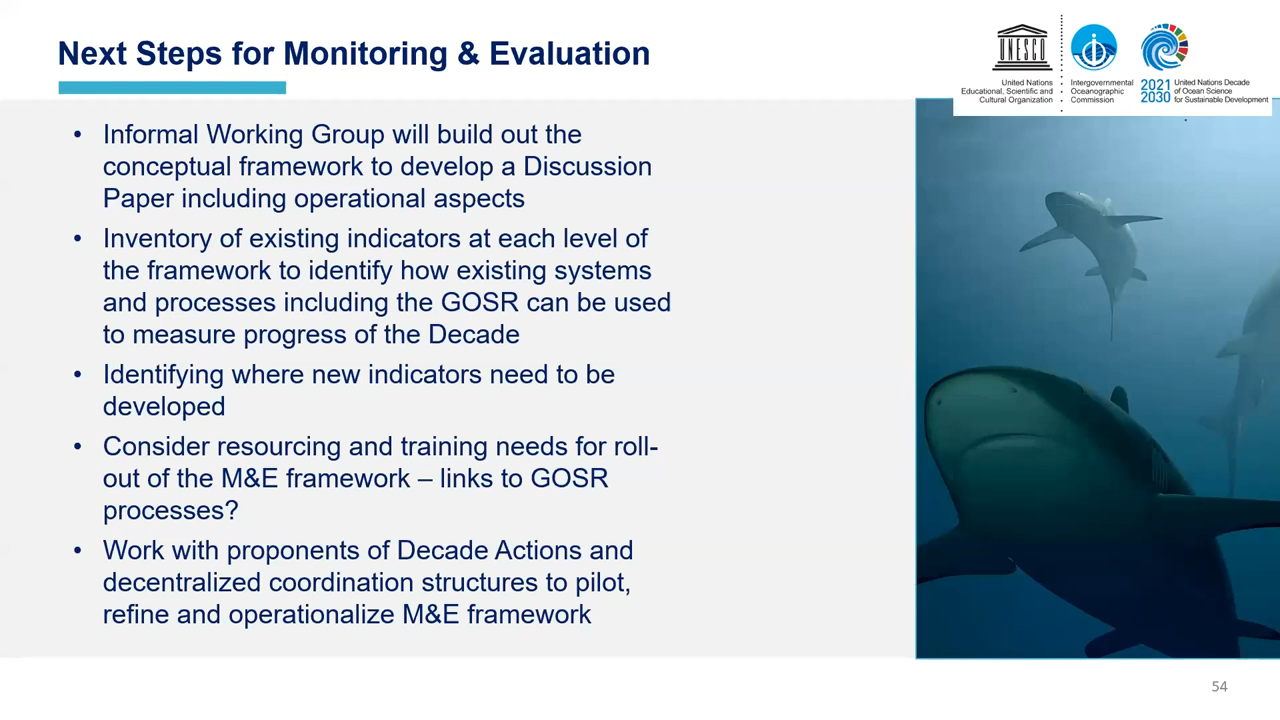 Next Steps for Monitoring & Evaluation
UNESCO
United Nations
Educational, Scientific and
Cultural Organization
Intergovernmental
Oceanographic
Commission
2021
2030
United Nations Decade
of Ocean Science
for Sustainable Development
• Informal Working Group will build out the
conceptual framework to develop a Discussion
Paper including operational aspects
• Inventory of existing indicators at each level of
the framework to identify how existing systems
and processes including the GOSR can be used
to measure progress of the Decade
• Identifying where new indicators need to be
developed
• Consider resourcing and training needs for roll-
out of the M&E framework – links to GOSR
processes?
• Work with proponents of Decade Actions and
decentralized coordination structures to pilot,
refine and operationalize M&E framework
54